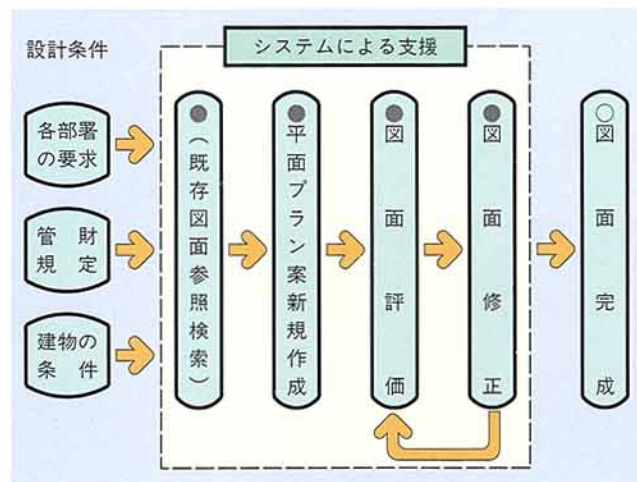 設計条件
システムによる支援
各部署
の要求
管財
規定
建物の
条件
(既存図面参照検索)
平面プラン案新規作成
図面評価
図面修正
図面完成